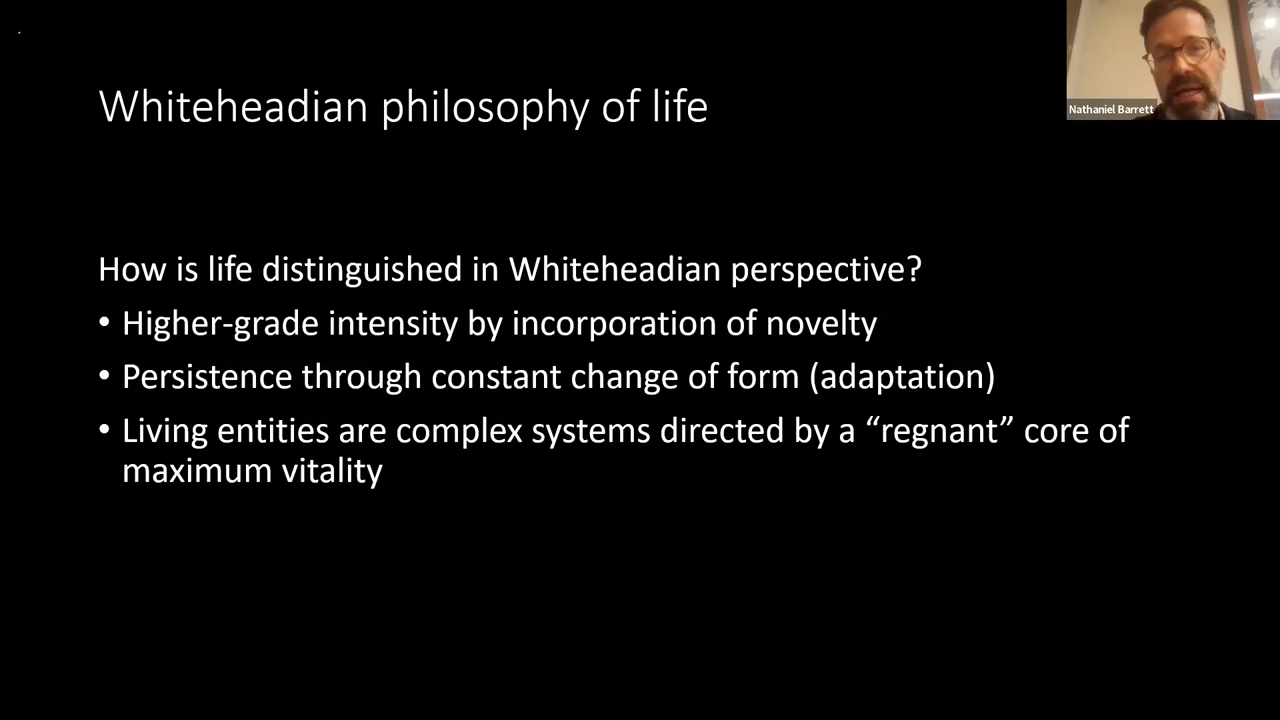 Whiteheadian philosophy of life
Nathaniel Barrett
How is life distinguished in Whiteheadian perspective?
• Higher-grade intensity by incorporation of novelty
• Persistence through constant change of form (adaptation)
• Living entities are complex systems directed by a “regnant” core of
maximum vitality